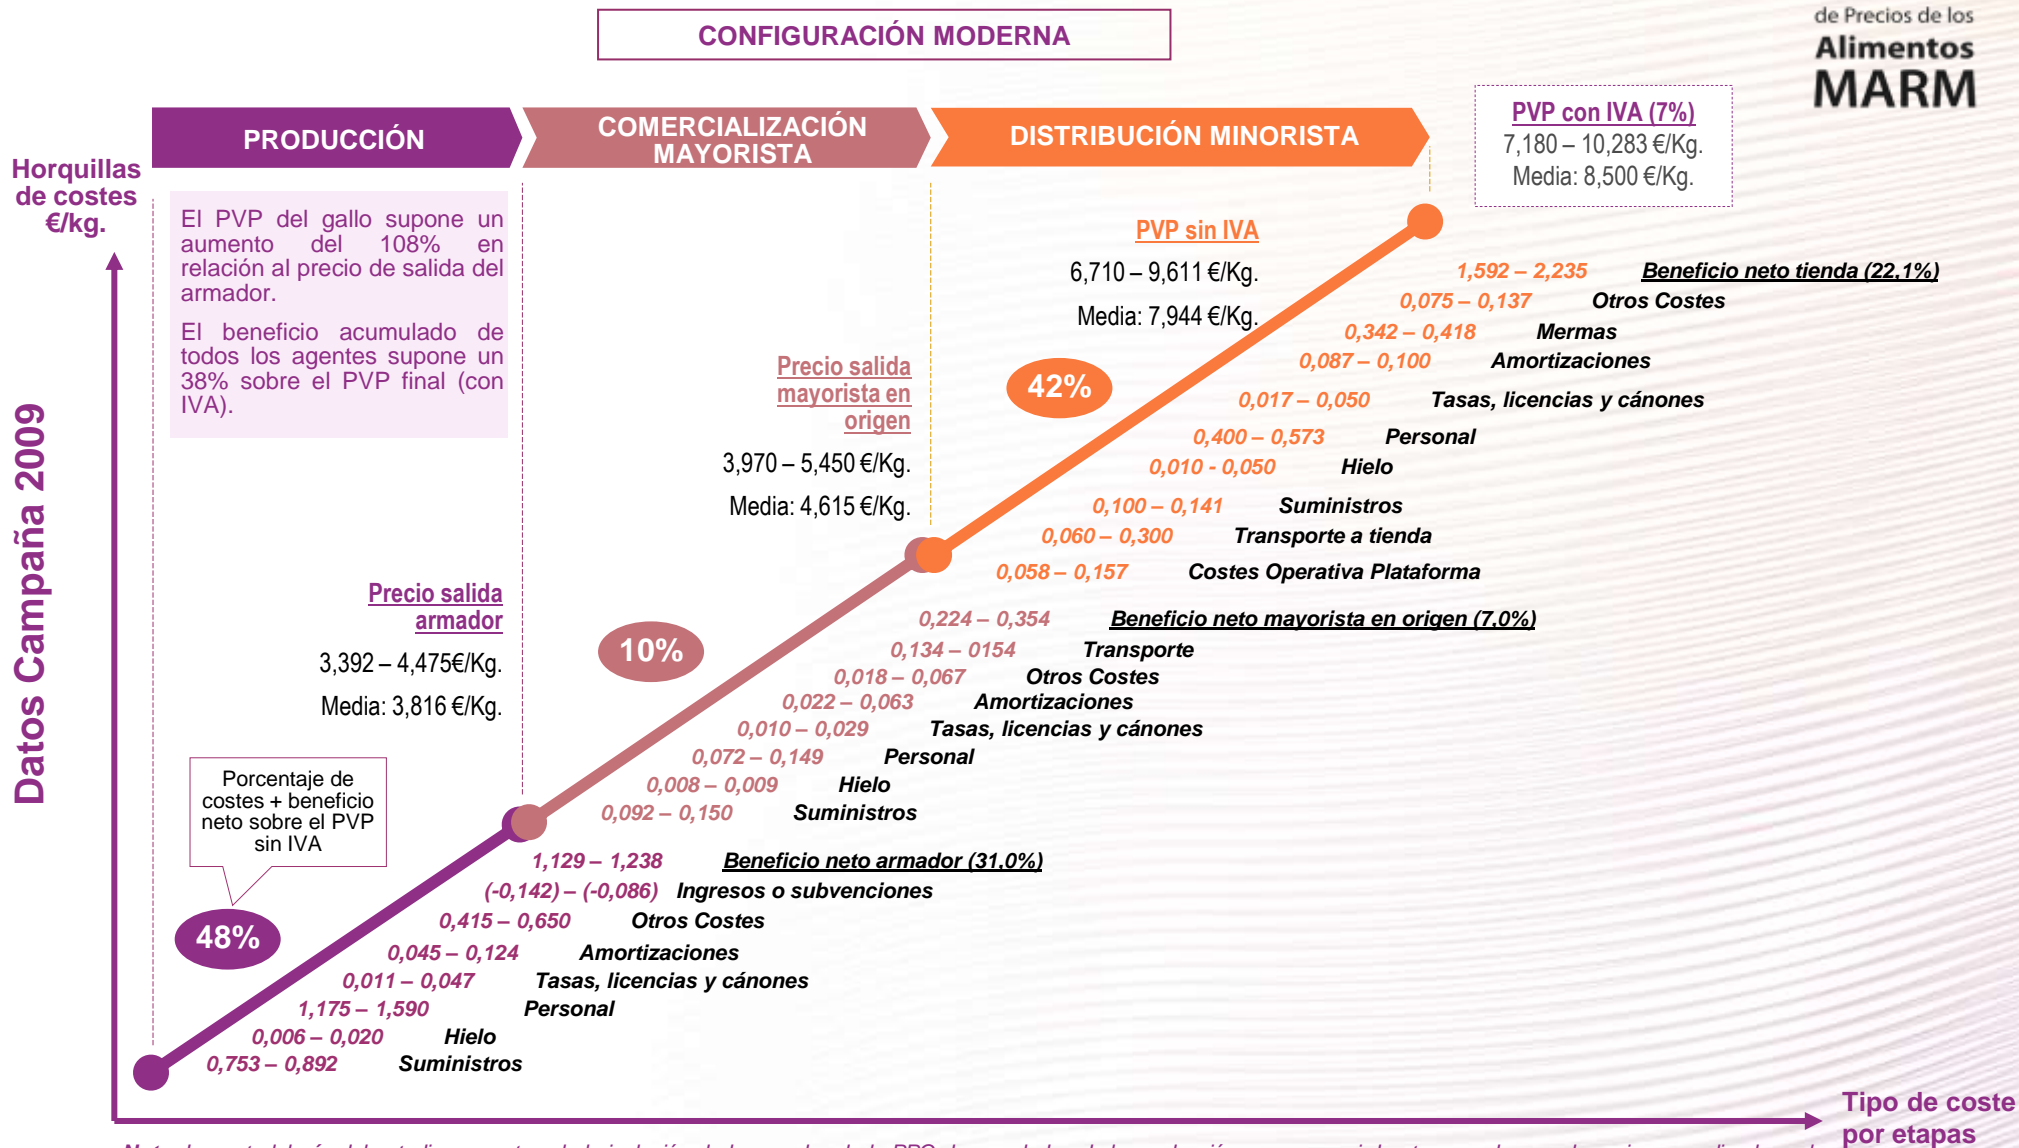 CONFIGURACIÓN MODERNA
de Precios de los
Alimentos
MARM
PRODUCCIÓN
COMERCIALIZACIÓN
MAYORISTA
DISTRIBUCIÓN MINORISTA
PVP con IVA (7%)
7,180 – 10,283 €/Kg.
Media: 8,500 €/Kg.
Horquillas
de costes
€/kg.
El PVP del gallo supone un
aumento del 108% en
relación al precio de salida del
armador.
El beneficio acumulado de
todos los agentes supone un
38% sobre el PVP final (con
IVA).
PVP sin IVA
6,710 – 9,611 €/Kg.
Media: 7,944 €/Kg.
Precio salida
mayorista en
origen
3,970 – 5,450 €/Kg.
Media: 4,615 €/Kg.
Precio salida
armador
3,392 – 4,475€/Kg.
Media: 3,816 €/Kg.
Datos Campaña 2009
42%
10%
Porcentaje de
costes + beneficio
neto sobre el PVP
sin IVA
48%
1,592 – 2,235 Beneficio neto tienda (22,1%)
0,075 – 0,137 Otros Costes
0,342 – 0,418 Mermas
0,087 – 0,100 Amortizaciones
0,017 – 0,050 Tasas, licencias y cánones
0,400 – 0,573 Personal
0,010 - 0,050 Hielo
0,100 – 0,141 Suministros
0,060 – 0,300 Transporte a tienda
0,058 – 0,157 Costes Operativa Plataforma
0,224 – 0,354 Beneficio neto mayorista en origen (7,0%)
0,134 – 0154 Transporte
0,018 – 0,067 Otros Costes
0,022 – 0,063 Amortizaciones
0,010 – 0,029 Tasas, licencias y cánones
0,072 – 0,149 Personal
0,008 – 0,009 Hielo
0,092 – 0,150 Suministros
1,129 – 1,238 Beneficio neto armador (31,0%)
(-0,142) – (-0,086) Ingresos o subvenciones
0,415 – 0,650 Otros Costes
0,045 – 0,124 Amortizaciones
0,011 – 0,047 Tasas, licencias y cánones
1,175 – 1,590 Personal
0,006 – 0,020 Hielo
0,753 – 0,892 Suministros
Tipo de coste
por etapas